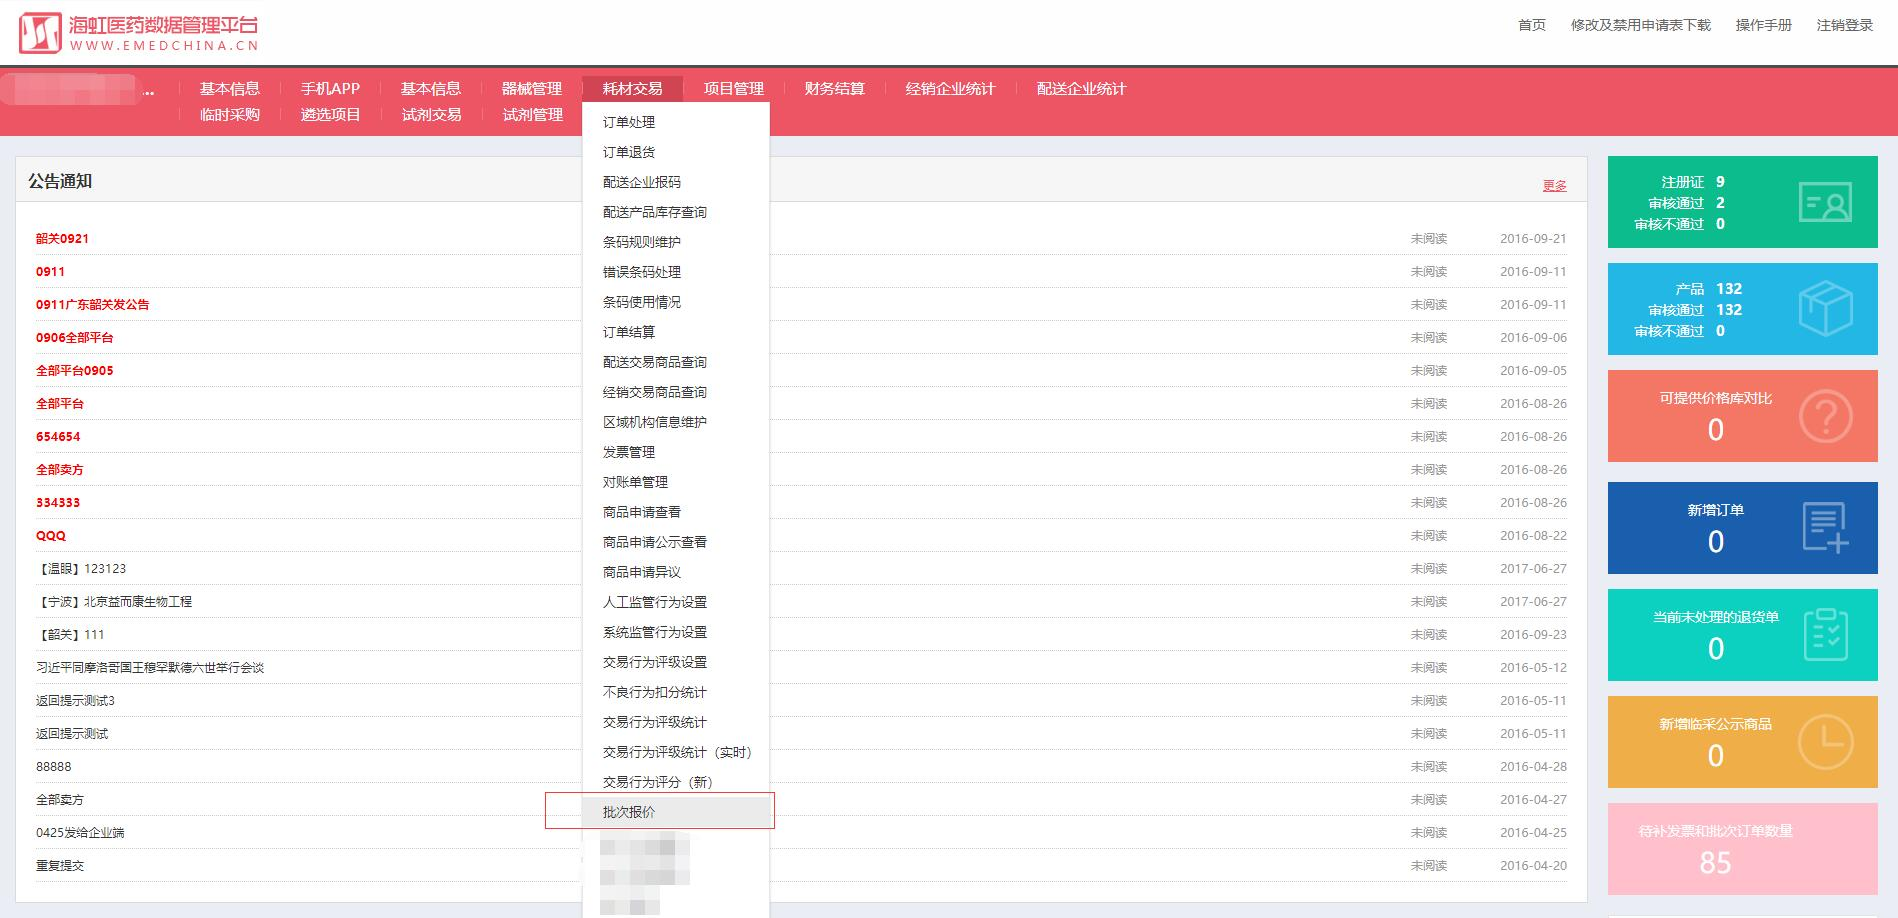 海虹医药数据管理平台
WWW.EMEDCHINA.CN
首页 修改及禁用申请表下载 操作手册 注销登录
... 基本信息 手机APP 基本信息 器械管理 耗材交易 项目管理 财务结算 经销企业统计 配送企业统计
临时采购 遴选项目 试剂交易 试剂管理
订单处理
订单退货
配送企业报码
配送产品库存查询
条码规则维护
错误条码处理
条码使用情况
订单结算
配送交易商品查询
经销交易商品查询
区域机构信息维护
发票管理
对账单管理
商品申请查看
商品申请公示查看
商品申请异议
人工监管行为设置
系统监管行为设置
交易行为评级设置
不良行为扣分统计
交易行为评级统计
交易行为评级统计（实时）
交易行为评分（新）
批次报价
公告通知 更多
韶关0921 未阅读 2016-09-21
0911 未阅读 2016-09-11
0911广东韶关发公告 未阅读 2016-09-11
0906全部平台 未阅读 2016-09-06
全部平台0905 未阅读 2016-09-05
全部平台 未阅读 2016-08-26
654654 未阅读 2016-08-26
全部卖方 未阅读 2016-08-26
334333 未阅读 2016-08-26
QQQ 未阅读 2016-08-22
【温眼】123123 未阅读 2017-06-27
【宁波】北京益而康生物工程 未阅读 2017-06-27
【韶关】111 未阅读 2016-09-23
习近平同摩洛哥国王穆罕默德六世举行会谈 未阅读 2016-05-12
返回提示测试3 未阅读 2016-05-11
返回提示测试 未阅读 2016-05-11
88888 未阅读 2016-04-28
全部卖方 未阅读 2016-04-27
0425发给企业端 未阅读 2016-04-25
重复提交 未阅读 2016-04-20
注册证 9
审核通过 2
审核不通过 0
产品 132
审核通过 132
审核不通过 0
可提供价格库对比
0
新增订单
0
当前未处理的退货单
0
新增临采公示商品
0
待补发票和批次订单数量
85